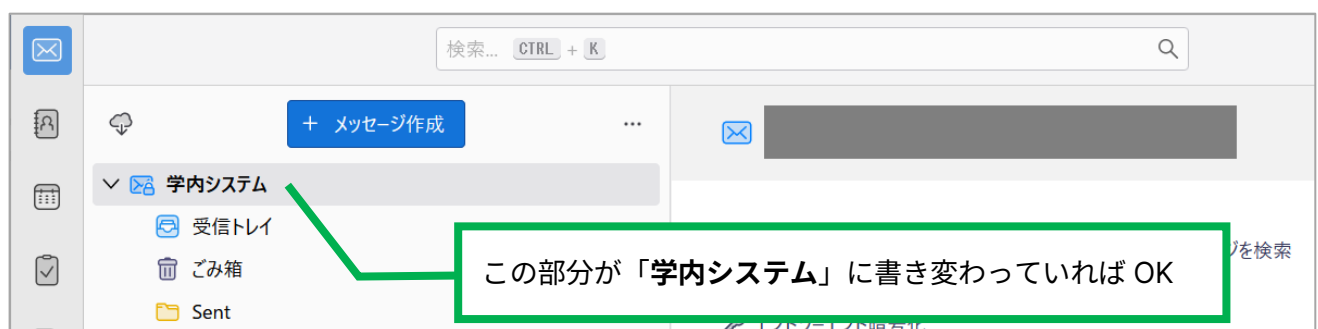 検索... CTRL + K
+ メッセージ作成
学内システム
受信トレイ
ごみ箱
Sent
この部分が「学内システム」に書き変わっていれば OK
を検索